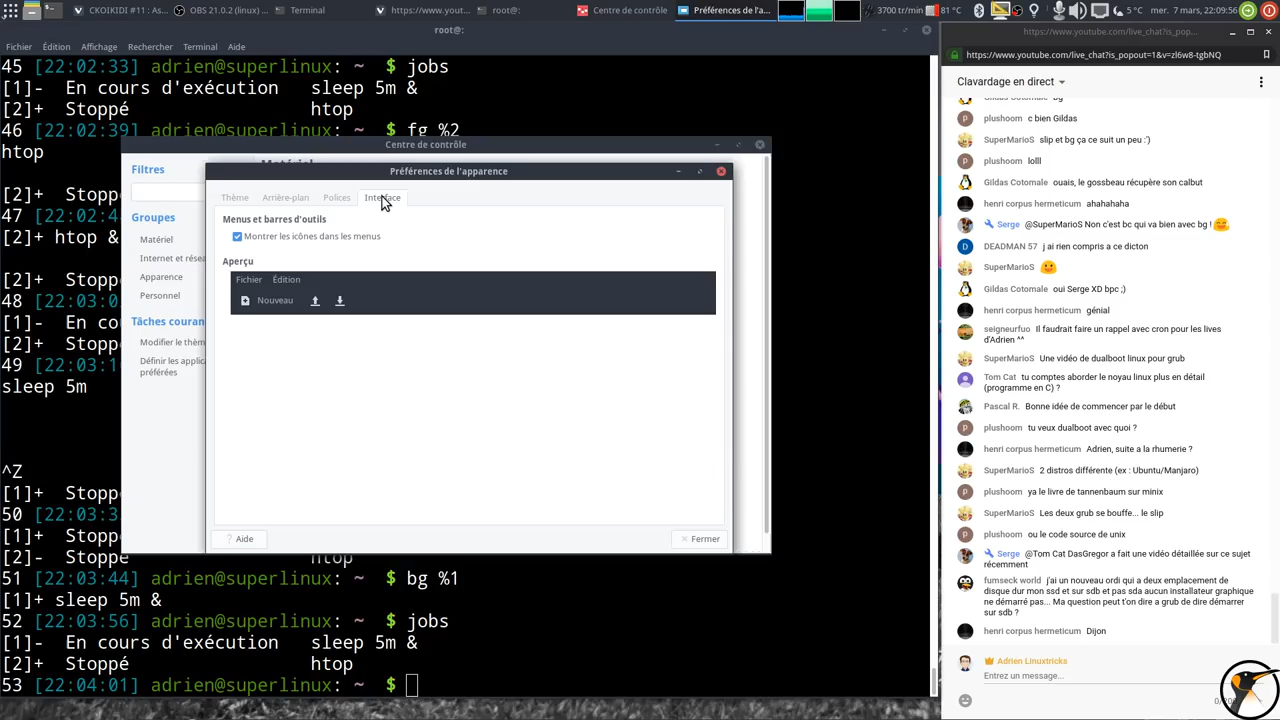 CKOIKIDI #11: As...
OBS 21.0.2 (linux) ...
Terminal
https://www.yout...
root@:
Centre de contrôle
Préférences de l'a...
3700 tr/min
81 °C
5 °C
mar. 7 mars, 22:09:56
root@:
Fichier Édition Affichage Rechercher Terminal Aide
45 [22:02:33] adrien@superlinux: ~ $ jobs
[1]- En cours d'exécution sleep 5m &
[2]+ Stoppé htop
46 [22:02:39] adrien@superlinux: ~ $ fg %2
htop
[2]+ Stopp
47 [22:02:4
[2]+ htop &
[2]+ Stopp
48 [22:03:0
[1]- En co
[2]+ Stopp
49 [22:03:1
sleep 5m
^Z
[1]+ Stopp
50 [22:03:3
[1]+ Stopp
[2]- Stoppé htop
51 [22:03:44] adrien@superlinux: ~ $ bg %1
[1]+ sleep 5m &
52 [22:03:56] adrien@superlinux: ~ $ jobs
[1]- En cours d'exécution sleep 5m &
[2]+ Stoppé htop
53 [22:04:01] adrien@superlinux: ~ $
Centre de contrôle
Filtres
Matériel
Groupes
Matériel
Internet et résea
Apparence
Personnel
Tâches couran
Modifier le thèm
Définir les applic
préférées
Préférences de l'apparence
Thème Arrière-plan Polices Interface
Menus et barres d'outils
Montrer les icônes dans les menus
Aperçu
Fichier Édition
Nouveau
Aide
Fermer
https://www.youtube.com/live_chat?is_pop...
https://www.youtube.com/live_chat?is_popout=1&v=zl6w8-tgbNQ
Clavardage en direct
Gildas Cotomale bg
plushoom c bien Gildas
SuperMarioS slip et bg ça ce suit un peu :')
plushoom lolll
Gildas Cotomale ouais, le gossbeau récupère son calbut
henri corpus hermeticum ahahahaha
Serge @SuperMarioS Non c'est bc qui va bien avec bg !
DEADMAN 57 j ai rien compris a ce dicton
SuperMarioS
Gildas Cotomale oui Serge XD bpc ;)
henri corpus hermeticum génial
seigneurfuo Il faudrait faire un rappel avec cron pour les lives
d'Adrien ^^
SuperMarioS Une vidéo de dualboot linux pour grub
Tom Cat tu comptes aborder le noyau linux plus en détail
(programme en C) ?
Pascal R. Bonne idée de commencer par le début
plushoom tu veux dualboot avec quoi ?
henri corpus hermeticum Adrien, suite a la rhumerie ?
SuperMarioS 2 distros différente (ex : Ubuntu/Manjaro)
plushoom ya le livre de tannenbaum sur minix
SuperMarioS Les deux grub se bouffe... le slip
plushoom ou le code source de unix
Serge @Tom Cat DasGregor a fait une vidéo détaillée sur ce sujet
récemment
fumseck world j'ai un nouveau ordi qui a deux emplacement de
disque dur mon ssd et sur sdb et pas sda aucun installateur graphique
ne démarré pas... Ma question peut t'on dire a grub de dire démarrer
sur sdb ?
henri corpus hermeticum Dijon
Adrien Linuxtricks
Entrez un message...